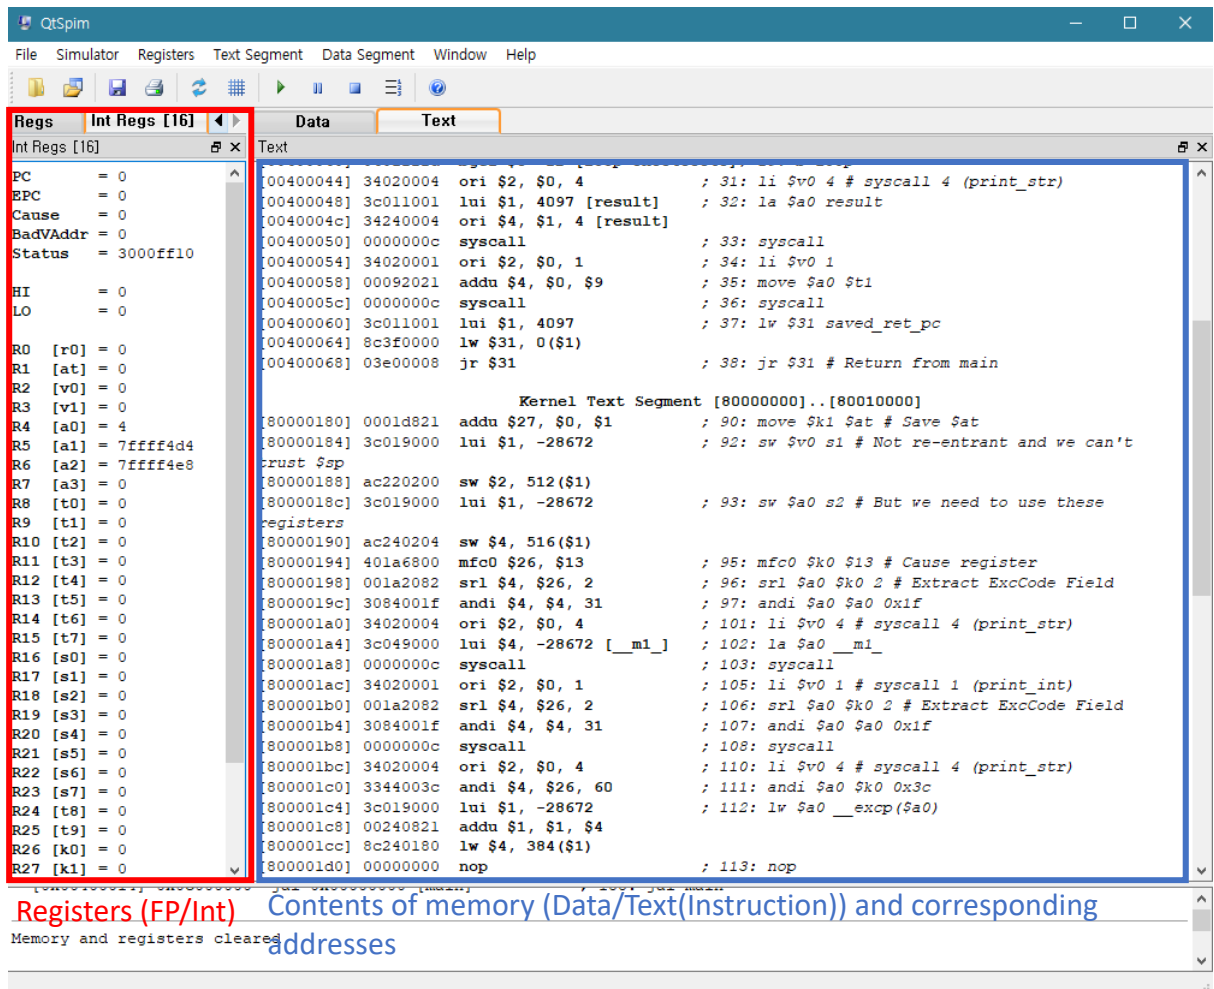 QtSpim
File Simulator Registers Text Segment Data Segment Window Help
Regs Int Regs [16] Data Text
Int Regs [16]
Text
PC = 0
EPC = 0
Cause = 0
BadVAddr = 0
Status = 3000ff10
HI = 0
LO = 0
R0 [r0] = 0
R1 [at] = 0
R2 [v0] = 0
R3 [v1] = 0
R4 [a0] = 4
R5 [a1] = 7ffff4d4
R6 [a2] = 7ffff4e8
R7 [a3] = 0
R8 [t0] = 0
R9 [t1] = 0
R10 [t2] = 0
R11 [t3] = 0
R12 [t4] = 0
R13 [t5] = 0
R14 [t6] = 0
R15 [t7] = 0
R16 [s0] = 0
R17 [s1] = 0
R18 [s2] = 0
R19 [s3] = 0
R20 [s4] = 0
R21 [s5] = 0
R22 [s6] = 0
R23 [s7] = 0
R24 [t8] = 0
R25 [t9] = 0
R26 [k0] = 0
R27 [k1] = 0
[00400044] 34020004 ori $2, $0, 4 ; 31: li $v0 4 # syscall 4 (print_str)
[00400048] 3c011001 lui $1, 4097 [result] ; 32: la $a0 result
[0040004c] 34240004 ori $4, $1, 4 [result]
[00400050] 0000000c syscall ; 33: syscall
[00400054] 34020001 ori $2, $0, 1 ; 34: li $v0 1
[00400058] 00092021 addu $4, $0, $9 ; 35: move $a0 $t1
[0040005c] 0000000c syscall ; 36: syscall
[00400060] 3c011001 lui $1, 4097 ; 37: lw $31 saved_ret_pc
[00400064] 8c3f0000 lw $31, 0($1)
[00400068] 03e00008 jr $31 ; 38: jr $31 # Return from main
Kernel Text Segment [80000000]..[80010000]
[80000180] 0001d821 addu $27, $0, $1 ; 90: move $k1 $at # Save $at
[80000184] 3c019000 lui $1, -28672 ; 92: sw $v0 s1 # Not re-entrant and we can't
trust $sp
[80000188] ac220200 sw $2, 512($1)
[8000018c] 3c019000 lui $1, -28672 ; 93: sw $a0 s2 # But we need to use these
registers
[80000190] ac240204 sw $4, 516($1)
[80000194] 401a6800 mfc0 $26, $13 ; 95: mfc0 $k0 $13 # Cause register
[80000198] 001a2082 srl $4, $26, 2 ; 96: srl $a0 $k0 2 # Extract ExcCode Field
[8000019c] 3084001f andi $4, $4, 31 ; 97: andi $a0 $a0 0x1f
[800001a0] 34020004 ori $2, $0, 4 ; 101: li $v0 4 # syscall 4 (print_str)
[800001a4] 3c049000 lui $4, -28672 [__m1_] ; 102: la $a0 __m1_
[800001a8] 0000000c syscall ; 103: syscall
[800001ac] 34020001 ori $2, $0, 1 ; 105: li $v0 1 # syscall 1 (print_int)
[800001b0] 001a2082 srl $4, $26, 2 ; 106: srl $a0 $k0 2 # Extract ExcCode Field
[800001b4] 3084001f andi $4, $4, 31 ; 107: andi $a0 $a0 0x1f
[800001b8] 0000000c syscall ; 108: syscall
[800001bc] 34020004 ori $2, $0, 4 ; 110: li $v0 4 # syscall 4 (print_str)
[800001c0] 3344003c andi $4, $26, 60 ; 111: andi $a0 $k0 0x3c
[800001c4] 3c019000 lui $1, -28672 ; 112: lw $a0 __excp($a0)
[800001c8] 00240821 addu $1, $1, $4
[800001cc] 8c240180 lw $4, 384($1)
[800001d0] 00000000 nop ; 113: nop
Registers (FP/Int)
Contents of memory (Data/Text(Instruction)) and corresponding
addresses
Memory and registers cleared